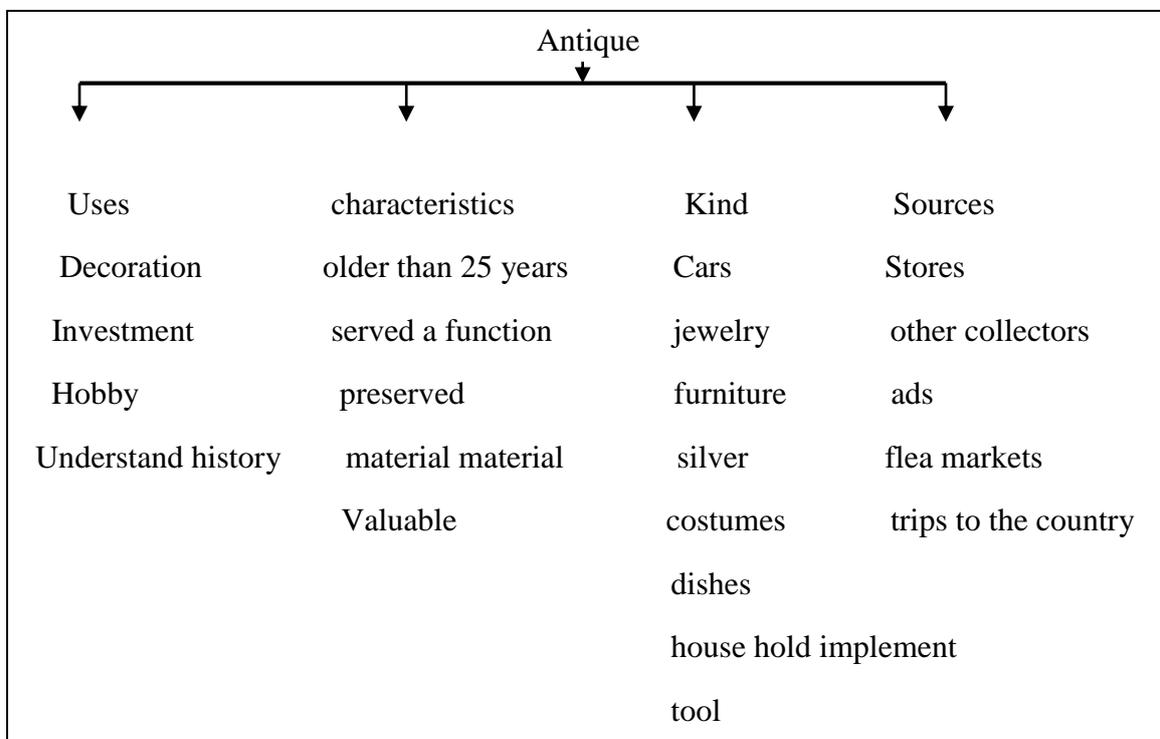 Antique
Uses characteristics Kind Sources
Decoration older than 25 years Cars Stores
Investment served a function jewelry other collectors
Hobby preserved furniture ads
Understand history material material silver flea markets
Valuable costumes trips to the country
dishes
house hold implement
tool